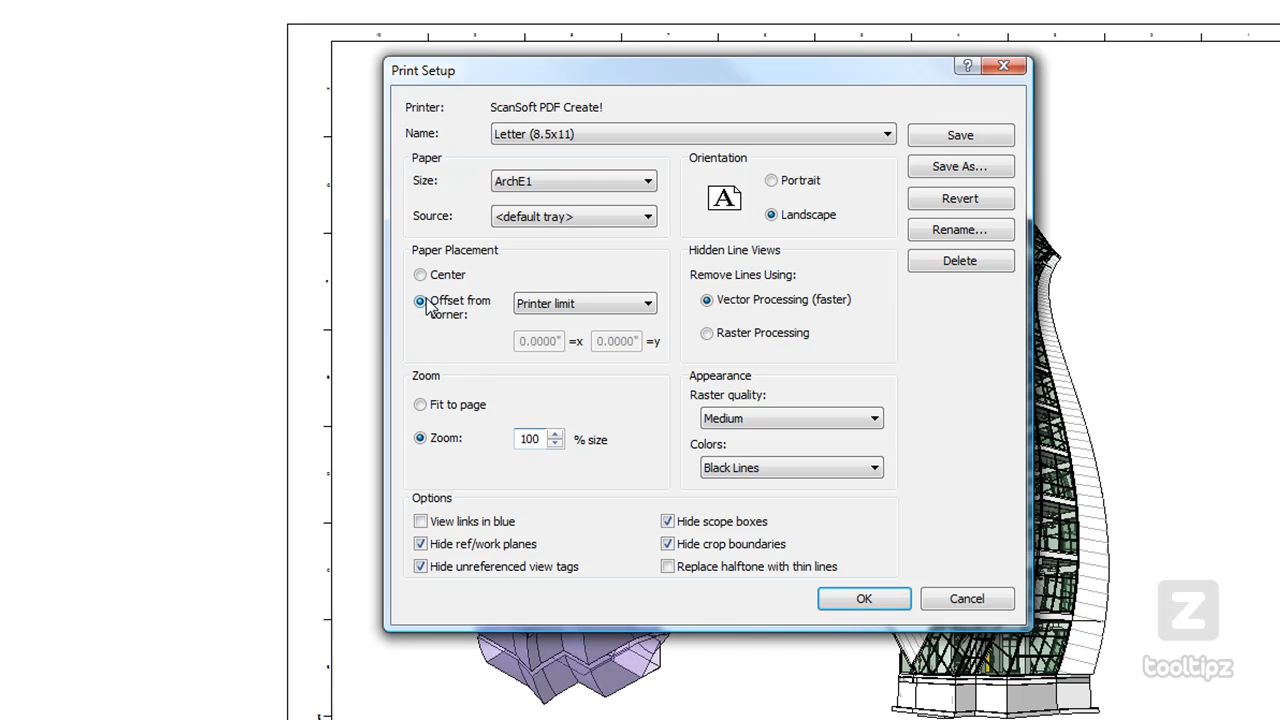 Print Setup
?
Printer:
ScanSoft PDF Create!
Name:
Letter (8.5x11)
Save
Paper
Size:
ArchE1
Source:
<default tray>
Orientation
A
Portrait
Landscape
Save As...
Revert
Rename...
Delete
Paper Placement
Center
Offset from
corner:
Printer limit
0.0000" =x 0.0000" =y
Hidden Line Views
Remove Lines Using:
Vector Processing (faster)
Raster Processing
Zoom
Fit to page
Zoom:
100
% size
Appearance
Raster quality:
Medium
Colors:
Black Lines
Options
View links in blue
Hide ref/work planes
Hide unreferenced view tags
Hide scope boxes
Hide crop boundaries
Replace halftone with thin lines
OK
Cancel
Z
tooltipz